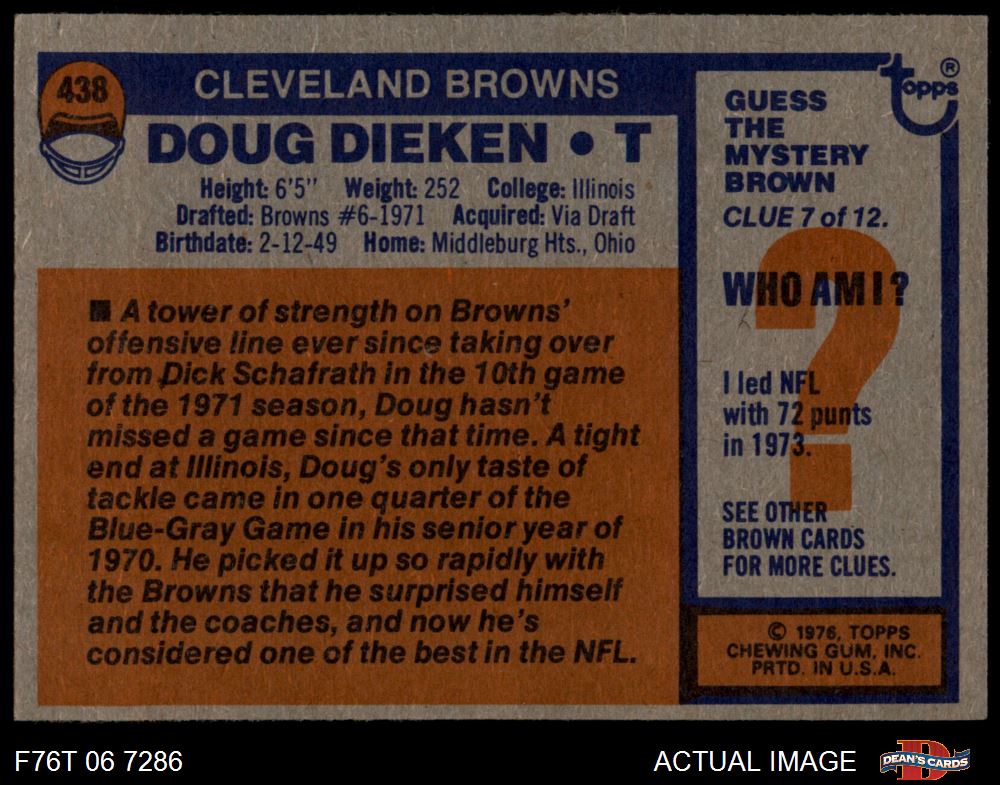 438
CLEVELAND BROWNS
DOUG DIEKEN • T
Height: 6'5" Weight: 252 College: Illinois
Drafted: Browns #6-1971 Acquired: Via Draft
Birthdate: 2-12-49 Home: Middleburg Hts., Ohio
■ A tower of strength on Browns'
offensive line ever since taking over
from Dick Schafrath in the 10th game
of the 1971 season, Doug hasn't
missed a game since that time. A tight
end at Illinois, Doug's only taste of
tackle came in one quarter of the
Blue-Gray Game in his senior year of
1970. He picked it up so rapidly with
the Browns that he surprised himself
and the coaches, and now he's
considered one of the best in the NFL.
topps®
GUESS
THE
MYSTERY
BROWN
CLUE 7 of 12.
?
WHO AM I?
I led NFL
with 72 punts
in 1973.
SEE OTHER
BROWN CARDS
FOR MORE CLUES.
© 1976, TOPPS
CHEWING GUM, INC.
PRTD. IN U.S.A.
F76T 06 7286
ACTUAL IMAGE
D
DEAN'S CARDS